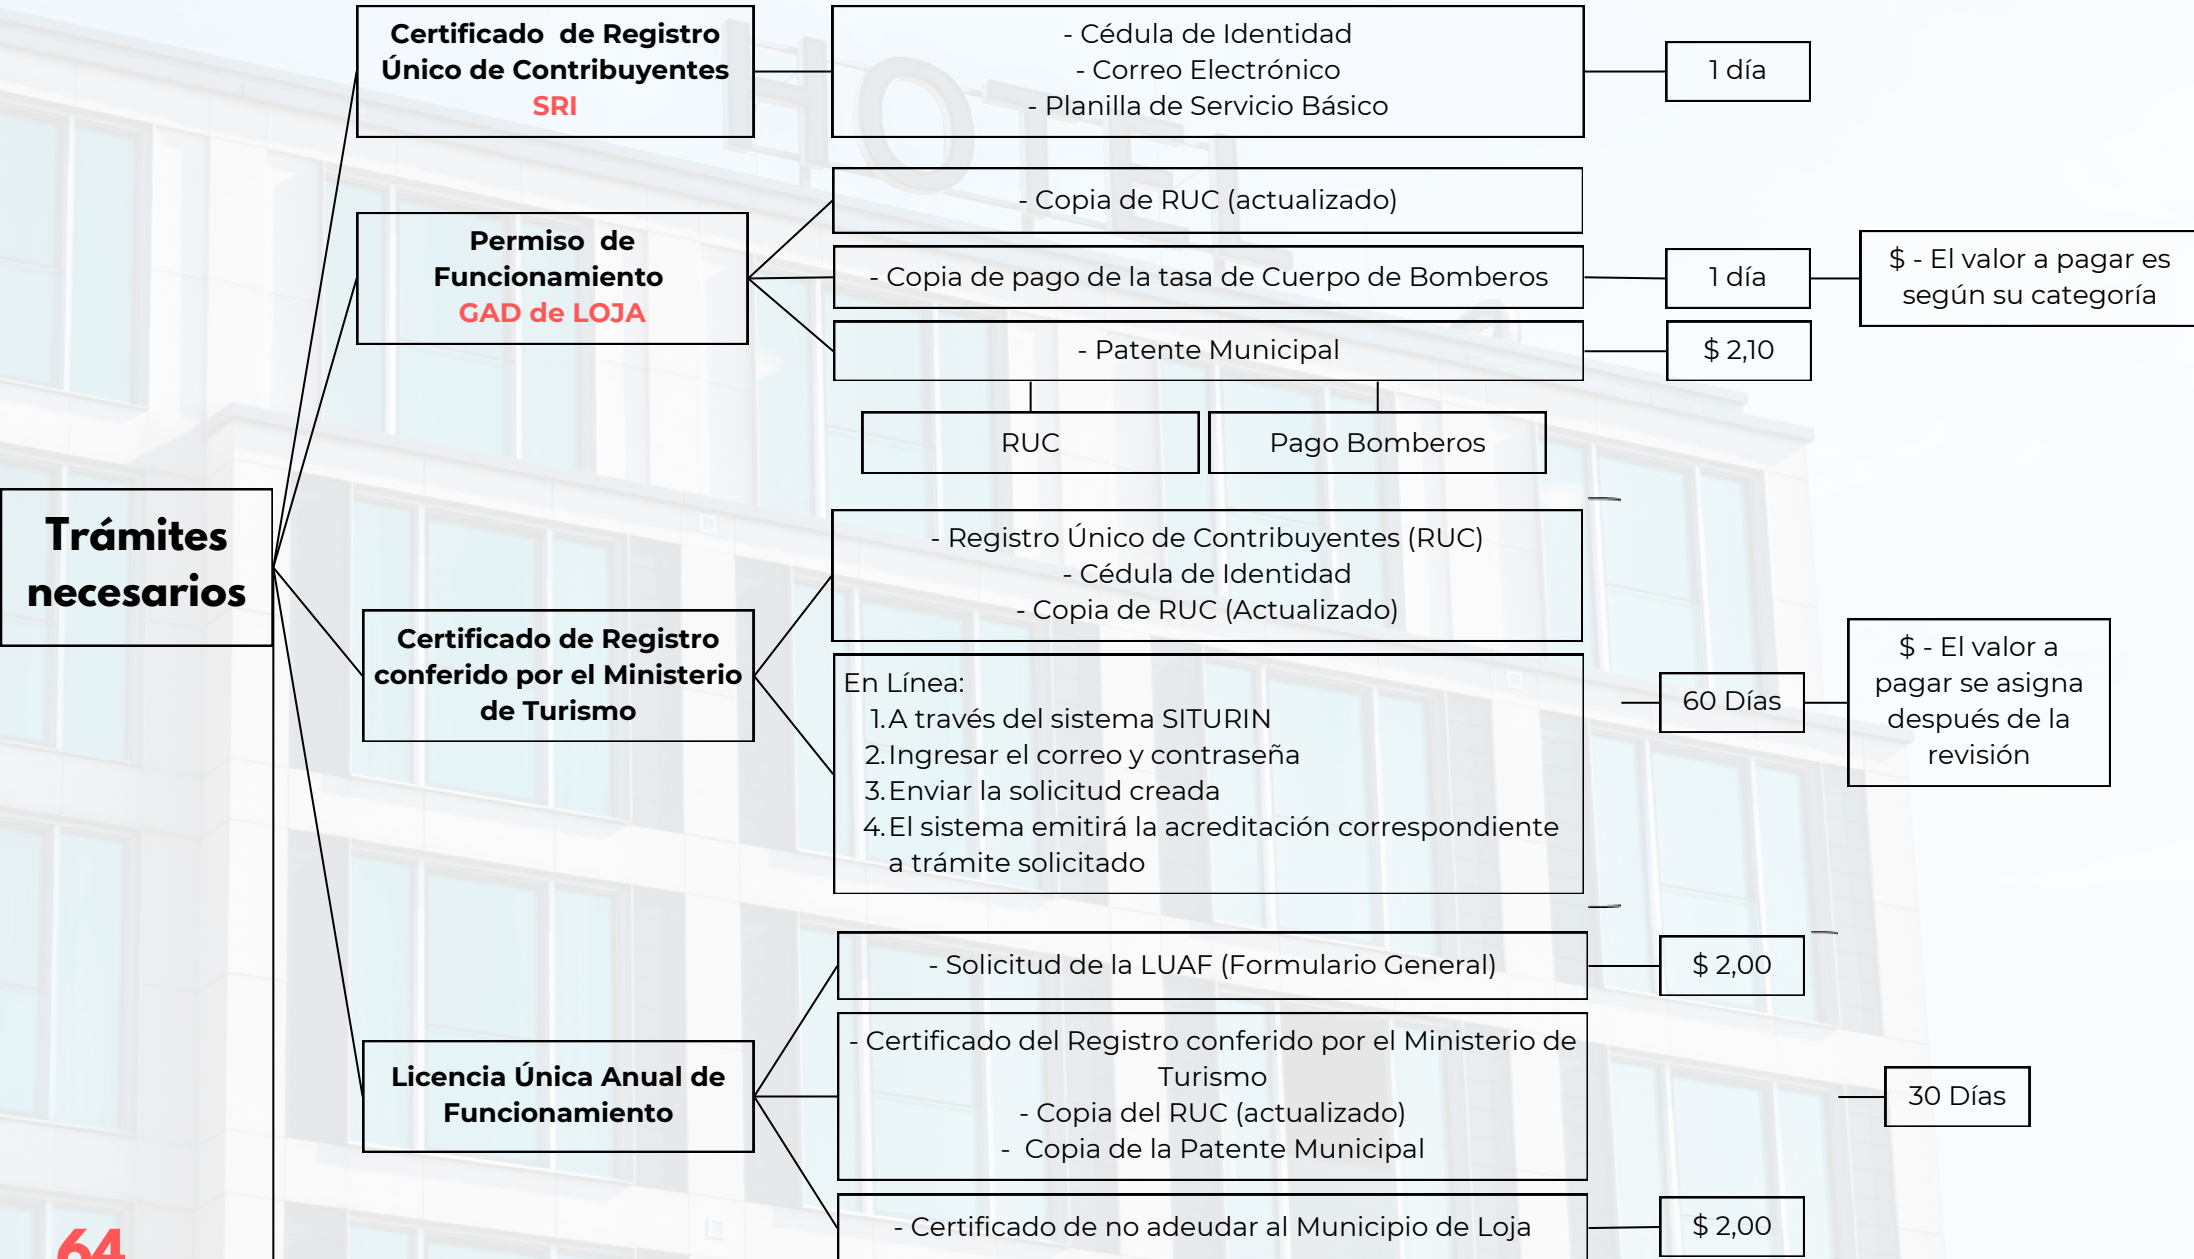 Certificado de Registro
Único de Contribuyentes
SRI
- Cédula de Identidad
- Correo Electrónico
- Planilla de Servicio Básico
1 día
Permiso de
Funcionamiento
GAD de LOJA
- Copia de RUC (actualizado)
- Copia de pago de la tasa de Cuerpo de Bomberos
1 día
$ - El valor a pagar es
según su categoría
- Patente Municipal
$ 2,10
RUC
Pago Bomberos
Trámites
necesarios
Certificado de Registro
conferido por el Ministerio
de Turismo
- Registro Único de Contribuyentes (RUC)
- Cédula de Identidad
- Copia de RUC (Actualizado)
En Línea:
1.A través del sistema SITURIN
2.Ingresar el correo y contraseña
3.Enviar la solicitud creada
4.El sistema emitirá la acreditación correspondiente
a trámite solicitado
60 Días
$ - El valor a
pagar se asigna
después de la
revisión
Licencia Única Anual de
Funcionamiento
- Solicitud de la LUAF (Formulario General)
$ 2,00
- Certificado del Registro conferido por el Ministerio de
Turismo
- Copia del RUC (actualizado)
- Copia de la Patente Municipal
30 Días
- Certificado de no adeudar al Municipio de Loja
$ 2,00
64
HOTEL